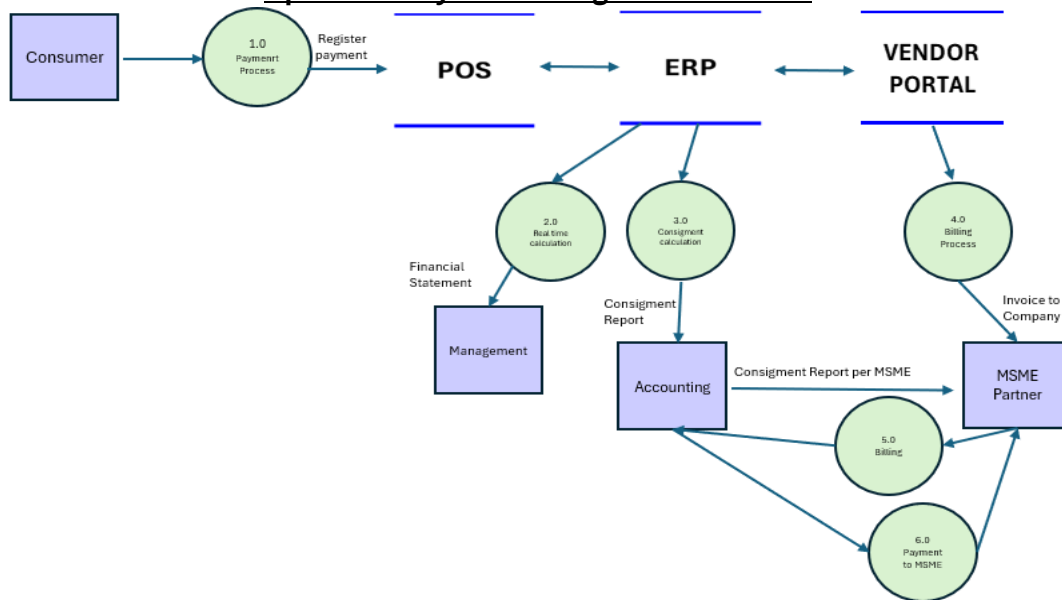 Consumer
1.0
Paymenrt
Process
Register
payment
POS
ERP
VENDOR
PORTAL
2.0
Real time
calculation
3.0
Consigment
calculation
4.0
Billing
Process
Financial
Statement
Consigment
Report
Invoice to
Company
Management
Accounting
Consigment Report per MSME
MSME
Partner
5.0
Billing
6.0
Payment
to MSME